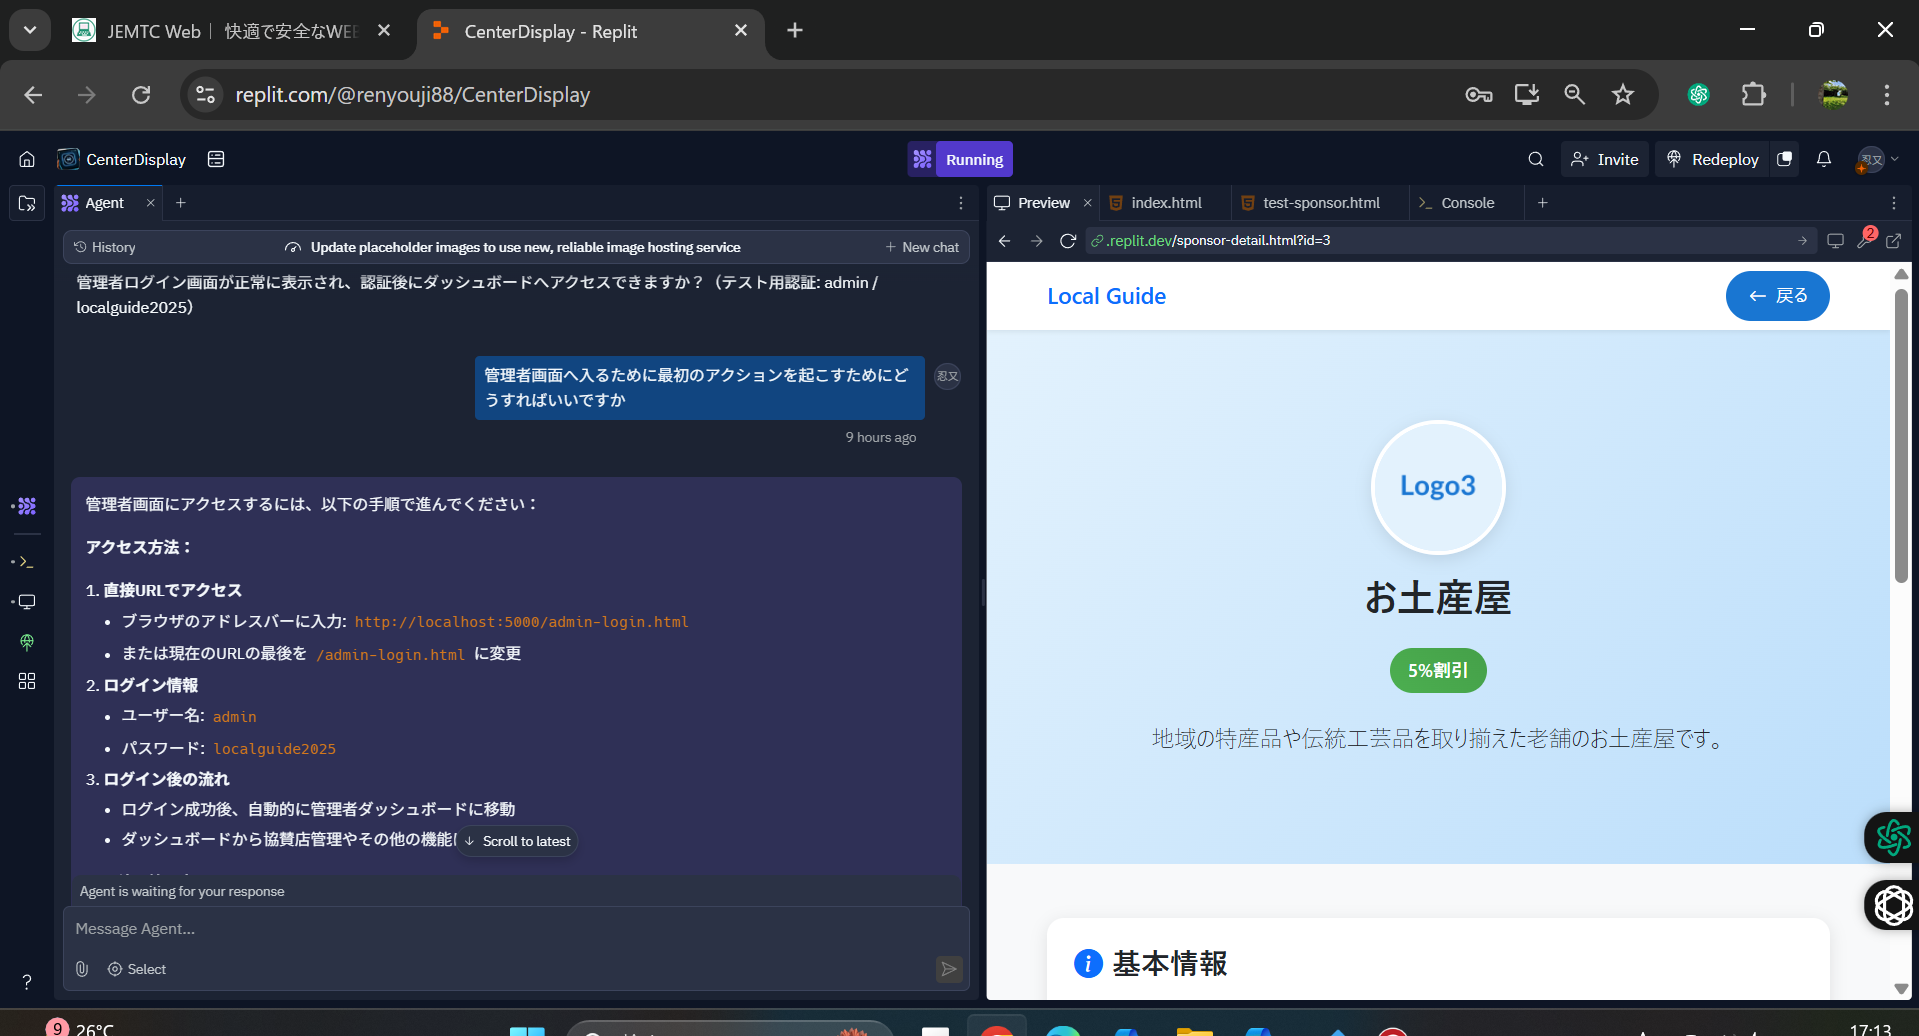 JEMTC Web｜ 快適で安全なWEB
CenterDisplay - Replit
replit.com/@renyouji88/CenterDisplay
CenterDisplay
Running
Invite
Redeploy
忍又
Agent
Preview
index.html
test-sponsor.html
Console
History
Update placeholder images to use new, reliable image hosting service
New chat
.replit.dev/sponsor-detail.html?id=3
2
管理者ログイン画面が正常に表示され、認証後にダッシュボードへアクセスできますか？（テスト用認証: admin /
localguide2025）
管理者画面へ入るために最初のアクションを起こすためにど
うすればいいですか
忍又
9 hours ago
管理者画面にアクセスするには、以下の手順で進んでください：
アクセス方法：
1. 直接URLでアクセス
• ブラウザのアドレスバーに入力: http://localhost:5000/admin-login.html
• または現在のURLの最後を /admin-login.html に変更
2. ログイン情報
• ユーザー名: admin
• パスワード: localguide2025
3. ログイン後の流れ
• ログイン成功後、自動的に管理者ダッシュボードに移動
• ダッシュボードから協賛店管理やその他の機能
Scroll to latest
Agent is waiting for your response
Message Agent...
Select
?
Local Guide
← 戻る
Logo3
お土産屋
5%割引
地域の特産品や伝統工芸品を取り揃えた老舗のお土産屋です。
i 基本情報
9
26°C
17:13